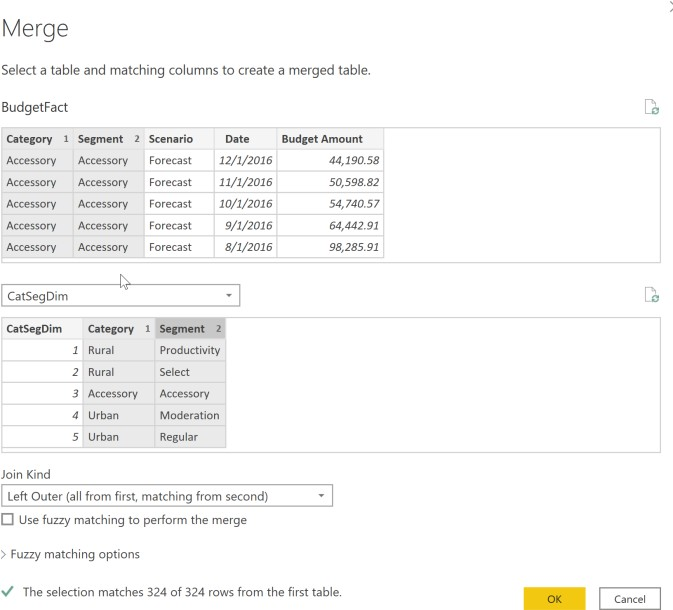 Merge
Select a table and matching columns to create a merged table.
BudgetFact
Category 1 Segment 2 Scenario Date Budget Amount
Accessory Accessory Forecast 12/1/2016 44,190.58
Accessory Accessory Forecast 11/1/2016 50,598.82
Accessory Accessory Forecast 10/1/2016 54,740.57
Accessory Accessory Forecast 9/1/2016 64,442.91
Accessory Accessory Forecast 8/1/2016 98,285.91
CatSegDim
CatSegDim Category 1 Segment 2
1 Rural Productivity
2 Rural Select
3 Accessory Accessory
4 Urban Moderation
5 Urban Regular
Join Kind
Left Outer (all from first, matching from second)
Use fuzzy matching to perform the merge
Fuzzy matching options
The selection matches 324 of 324 rows from the first table.
OK Cancel